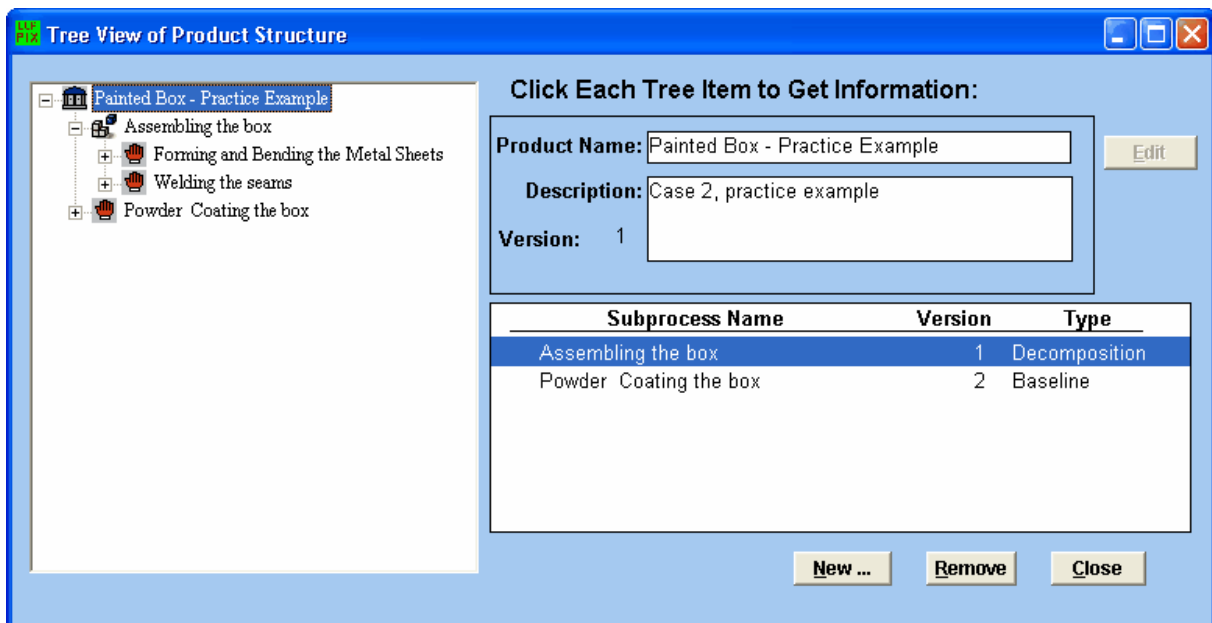 LLF
PIX
Tree View of Product Structure
Painted Box - Practice Example
Assembling the box
Forming and Bending the Metal Sheets
Welding the seams
Powder  Coating the box
Click Each Tree Item to Get Information:
Product Name: Painted Box - Practice Example
Edit
Description: Case 2, practice example
Version: 1
Subprocess Name Version Type
Assembling the box 1 Decomposition
Powder  Coating the box 2 Baseline
New ... Remove Close